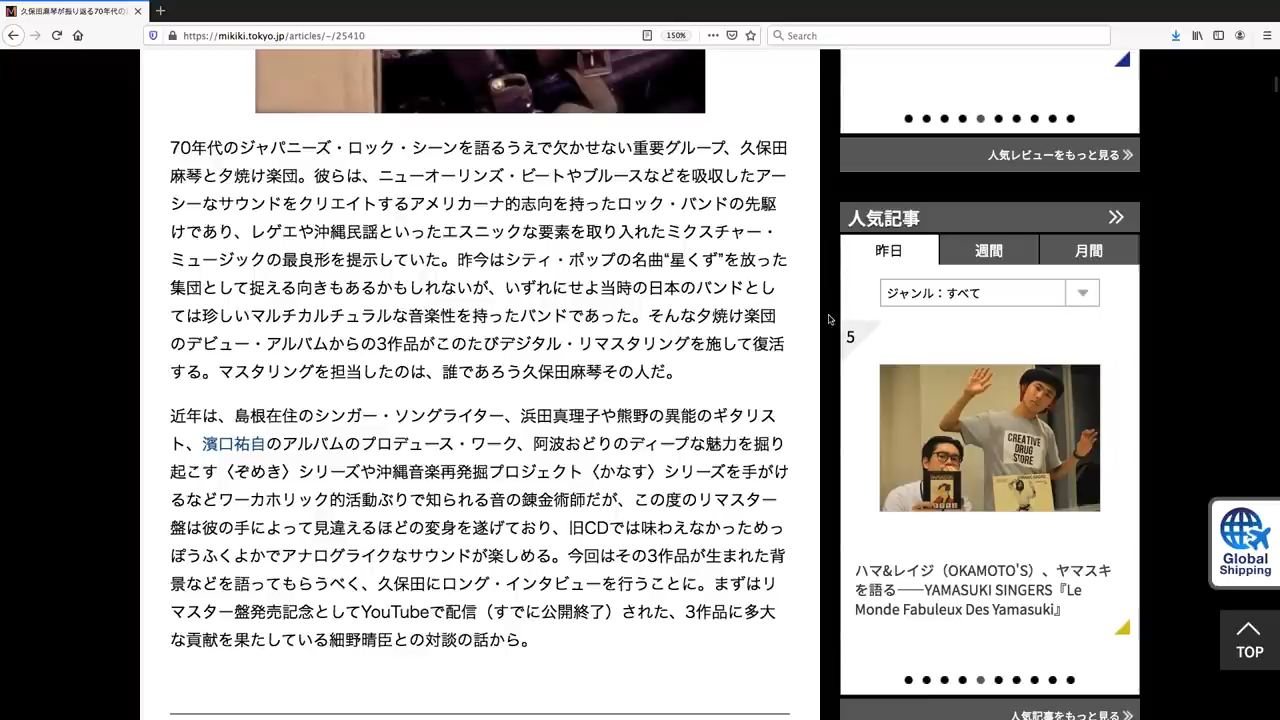 久保田麻琴が振り返る70年代の
https://mikiki.tokyo.jp/articles/-/25410
150%
Search
70年代のジャパニーズ・ロック・シーンを語るうえで欠かせない重要グループ、久保田
麻琴と夕焼け楽団。彼らは、ニューオーリンズ・ビートやブルースなどを吸収したアー
シーなサウンドをクリエイトするアメリカーナ的志向を持ったロック・バンドの先駆
けであり、レゲエや沖縄民謡といったエスニックな要素を取り入れたミクスチャー・
ミュージックの最良形を提示していた。昨今はシティ・ポップの名曲“星くず”を放った
集団として捉える向きもあるかもしれないが、いずれにせよ当時の日本のバンドとし
ては珍しいマルチカルチュラルな音楽性を持ったバンドであった。そんな夕焼け楽団
のデビュー・アルバムからの3作品がこのたびデジタル・リマスタリングを施して復活
する。マスタリングを担当したのは、誰であろう久保田麻琴その人だ。
近年は、島根在住のシンガー・ソングライター、浜田真理子や熊野の異能のギタリス
ト、濱口祐自のアルバムのプロデュース・ワーク、阿波おどりのディープな魅力を掘り
起こす〈ぞめき〉シリーズや沖縄音楽再発掘プロジェクト〈かなす〉シリーズを手がけ
るなどワーカホリック的活動ぶりで知られる音の錬金術師だが、この度のリマスター
盤は彼の手によって見違えるほどの変身を遂げており、旧CDでは味わえなかっためっ
ぽうふくよかでアナログライクなサウンドが楽しめる。今回はその3作品が生まれた背
景などを語ってもらうべく、久保田にロング・インタビューを行うことに。まずはリ
マスター盤発売記念としてYouTubeで配信（すでに公開終了）された、3作品に多大
な貢献を果たしている細野晴臣との対談の話から。
人気レビューをもっと見る
人気記事
昨日
週間
月間
ジャンル：すべて
5
CREATIVE
DRUG
STORE
ハマ&レイジ（OKAMOTO'S）、ヤマスキ
を語る――YAMASUKI SINGERS『Le
Monde Fabuleux Des Yamasuki』
人気記事をもっと見る
Global
Shipping
TOP